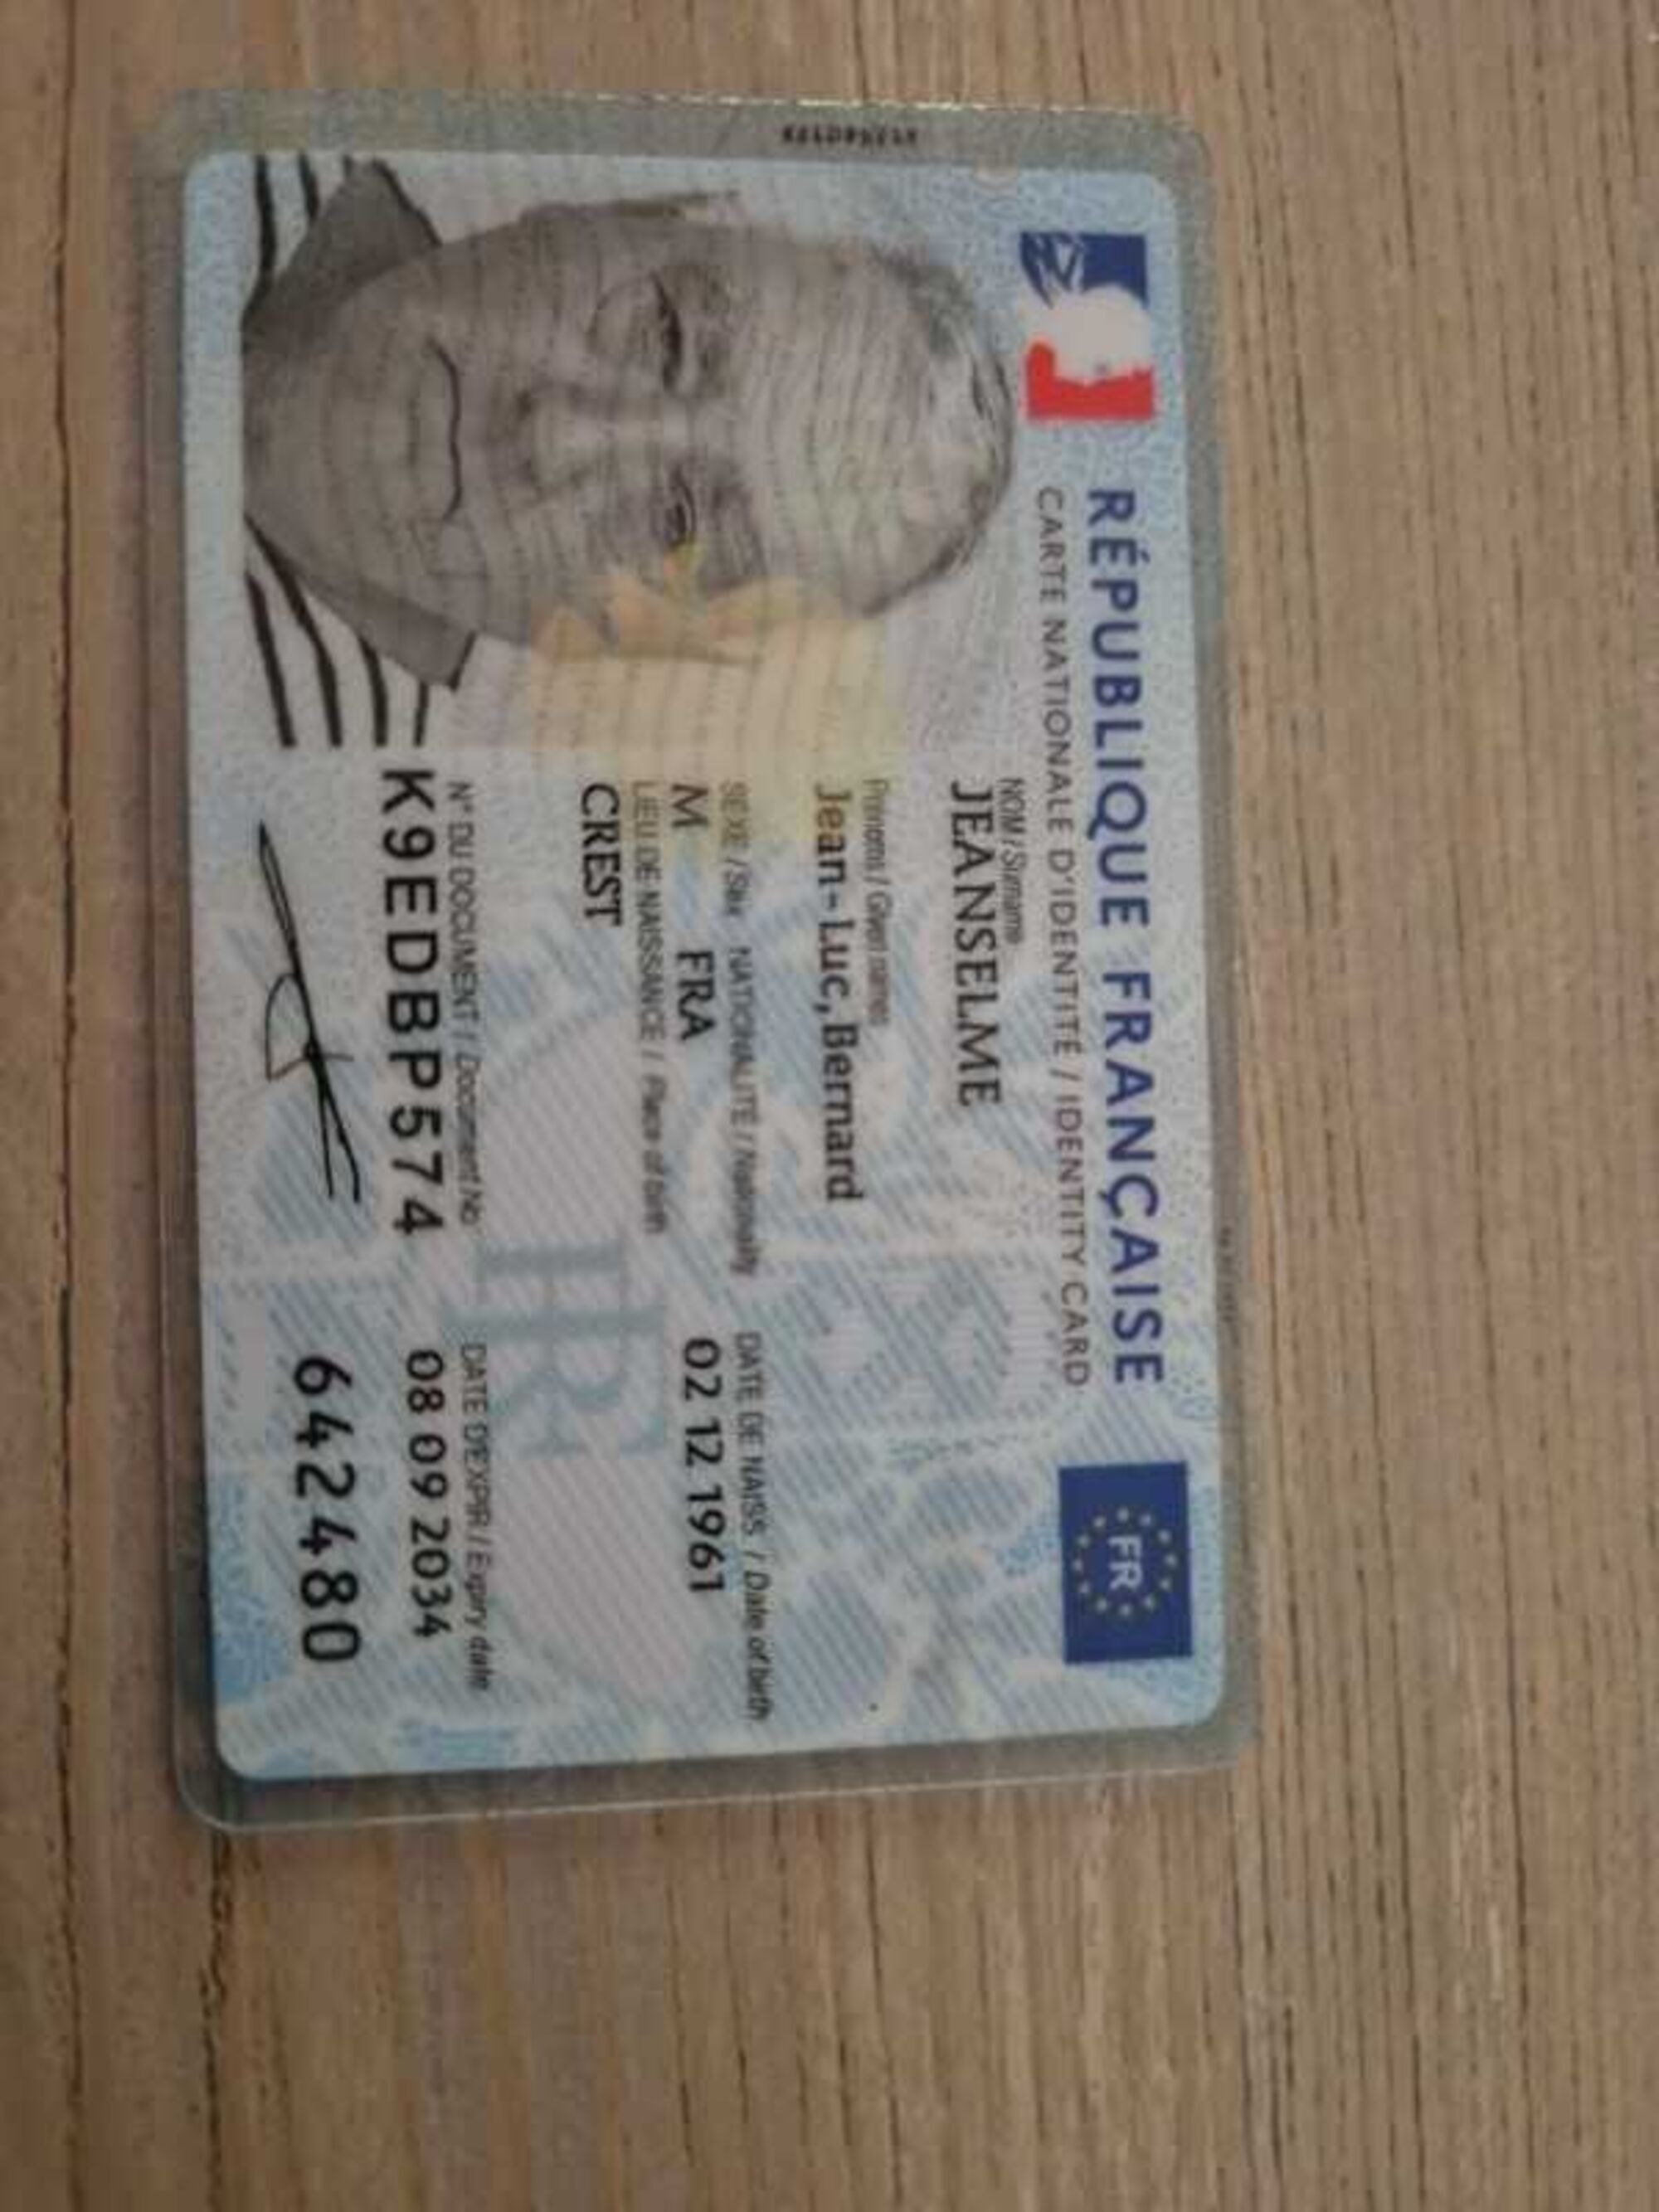 RÉPUBLIQUE FRANÇAISE
FR
CARTE NATIONALE D'IDENTITÉ / IDENTITY CARD
NOM / Surname
JEANSELME
Prénoms / Given names
Jean-Luc, Bernard
SEXE / Sex NATIONALITÉ / Nationality DATE DE NAISS. / Date of birth
M FRA 02 12 1961
LIEU DE NAISSANCE / Place of birth
CREST
N° DU DOCUMENT / Document No DATE D'EXPIR / Expiry date
K9EDBP574 08 09 2034
642480